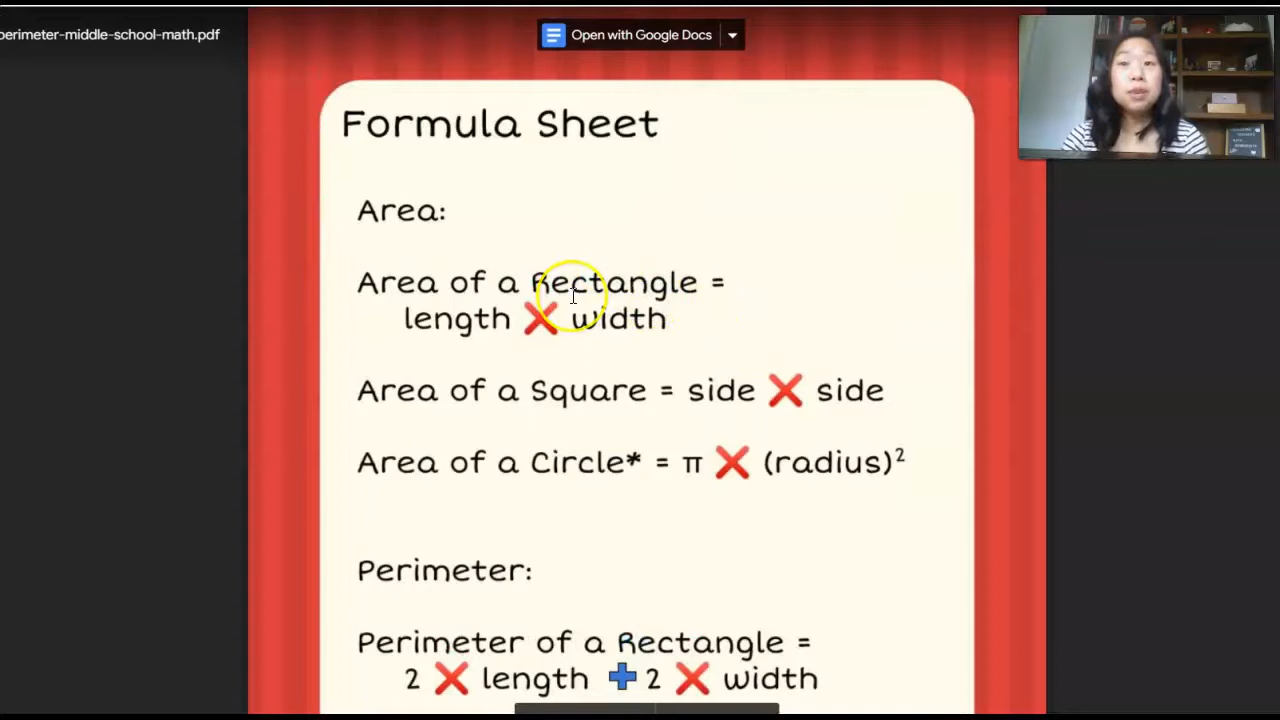 perimeter-middle-school-math.pdf
Open with Google Docs
Formula Sheet
Area:
Area of a Rectangle =
length ❌ width
Area of a Square = side ❌ side
Area of a Circle* = π ❌ (radius)²
Perimeter:
Perimeter of a Rectangle =
2 ❌ length ➕ 2 ❌ width